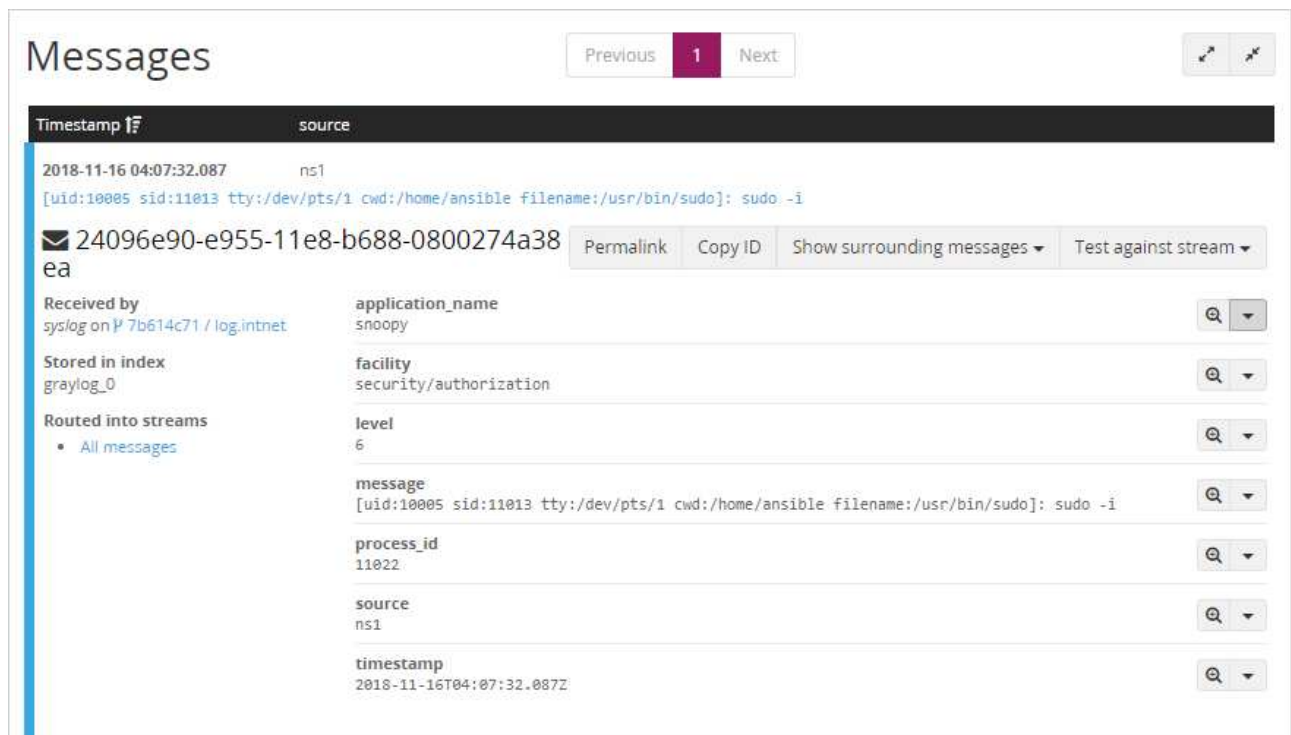 Messages
Previous 1 Next
Timestamp source
2018-11-16 04:07:32.087 ns1
[uid:10005 sid:11013 tty:/dev/pts/1 cwd:/home/ansible filename:/usr/bin/sudo]: sudo -i
24096e90-e955-11e8-b688-0800274a38
ea
Permalink Copy ID Show surrounding messages Test against stream
Received by
syslog on 7b614c71 / log.intnet
Stored in index
graylog_0
Routed into streams
• All messages
application_name
snoopy
facility
security/authorization
level
6
message
[uid:10005 sid:11013 tty:/dev/pts/1 cwd:/home/ansible filename:/usr/bin/sudo]: sudo -i
process_id
11022
source
ns1
timestamp
2018-11-16T04:07:32.087Z